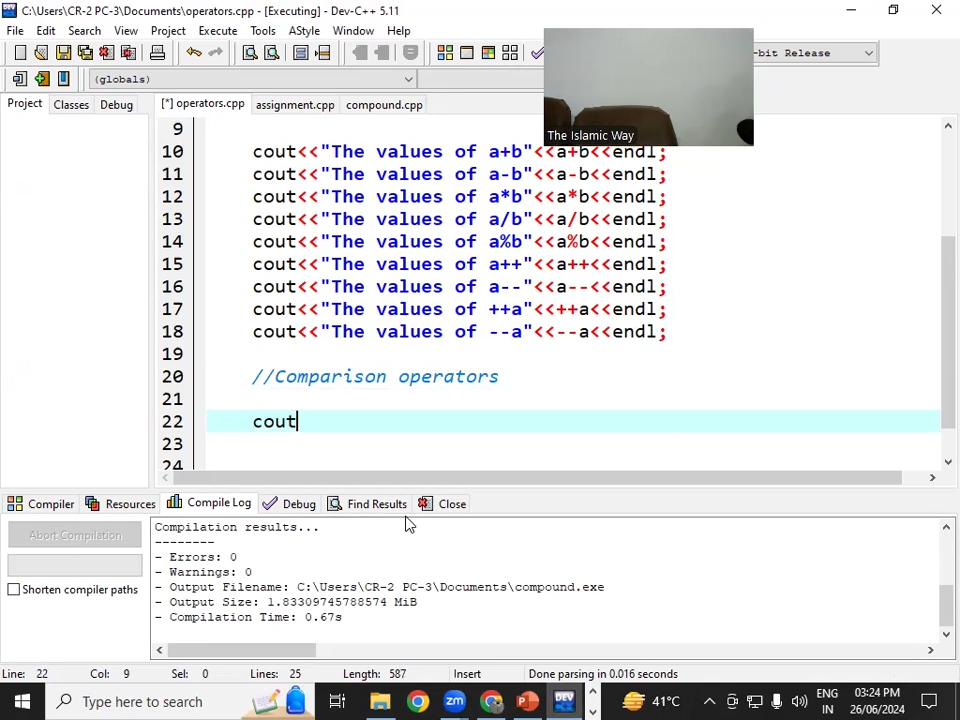 C:\Users\CR-2 PC-3\Documents\operators.cpp - [Executing] - Dev-C++ 5.11
File Edit Search View Project Execute Tools AStyle Window Help
-bit Release
(globals)
Project Classes Debug
[*] operators.cpp assignment.cpp compound.cpp
The Islamic Way
9
10 cout<<"The values of a+b"<<a+b<<endl;
11 cout<<"The values of a-b"<<a-b<<endl;
12 cout<<"The values of a*b"<<a*b<<endl;
13 cout<<"The values of a/b"<<a/b<<endl;
14 cout<<"The values of a%b"<<a%b<<endl;
15 cout<<"The values of a++"<<a++<<endl;
16 cout<<"The values of a--"<<a--<<endl;
17 cout<<"The values of ++a"<<++a<<endl;
18 cout<<"The values of --a"<<--a<<endl;
19
20 //Comparison operators
21
22 cout
23
24
Compiler Resources Compile Log Debug Find Results Close
Abort Compilation
Shorten compiler paths
Compilation results...
--------
- Errors: 0
- Warnings: 0
- Output Filename: C:\Users\CR-2 PC-3\Documents\compound.exe
- Output Size: 1.83309745788574 MiB
- Compilation Time: 0.67s
Line: 22 Col: 9 Sel: 0 Lines: 25 Length: 587 Insert Done parsing in 0.016 seconds
Type here to search
zm
DEV
41°C
ENG
IN
03:24 PM
26/06/2024